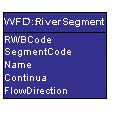 WFD:RiverSegment
RWBCode
SegmentCode
Name
Continua
FlowDirection